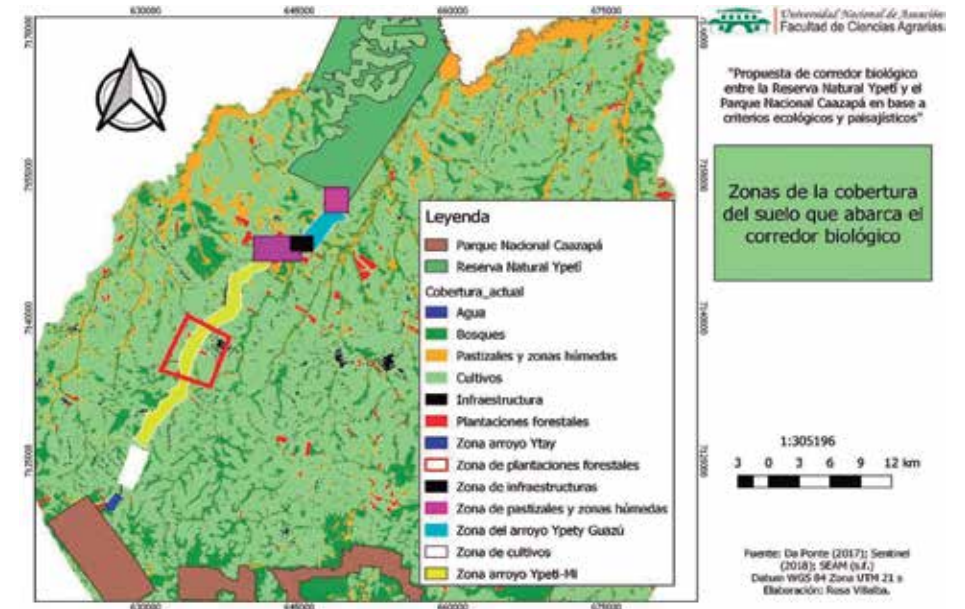 630000 645000 660000 675000
7170000
7155000
7140000
7125000
Universidad Nacional de Asunción
Facultad de Ciencias Agrarias
"Propuesta de corredor biológico
entre la Reserva Natural Ypetí y el
Parque Nacional Caazapá en base a
criterios ecológicos y paisajísticos"
Zonas de la cobertura
del suelo que abarca el
corredor biológico
Leyenda
Parque Nacional Caazapá
Reserva Natural Ypetí
Cobertura_actual
Agua
Bosques
Pastizales y zonas húmedas
Cultivos
Infraestructura
Plantaciones forestales
Zona arroyo Ytay
Zona de plantaciones forestales
Zona de infraestructuras
Zona de pastizales y zonas húmedas
Zona del arroyo Ypety Guazú
Zona de cultivos
Zona arroyo Ypeti-Mi
1:305196
3 0 3 6 9 12 km
Fuente: Da Ponte (2017); Sentinel
(2018); SEAM (s.f.)
Datum WGS 84 Zona UTM 21 s
Elaboración: Rosa Villalba.
630000 645000 660000 675000